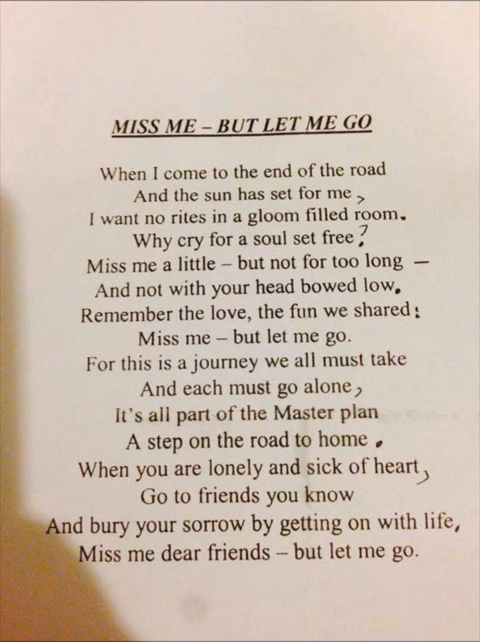 MISS ME – BUT LET ME GO
When I come to the end of the road
And the sun has set for me,
I want no rites in a gloom filled room.
Why cry for a soul set free?
Miss me a little – but not for too long –
And not with your head bowed low.
Remember the love, the fun we shared:
Miss me – but let me go.
For this is a journey we all must take
And each must go alone,
It's all part of the Master plan
A step on the road to home.
When you are lonely and sick of heart,
Go to friends you know
And bury your sorrow by getting on with life,
Miss me dear friends – but let me go.